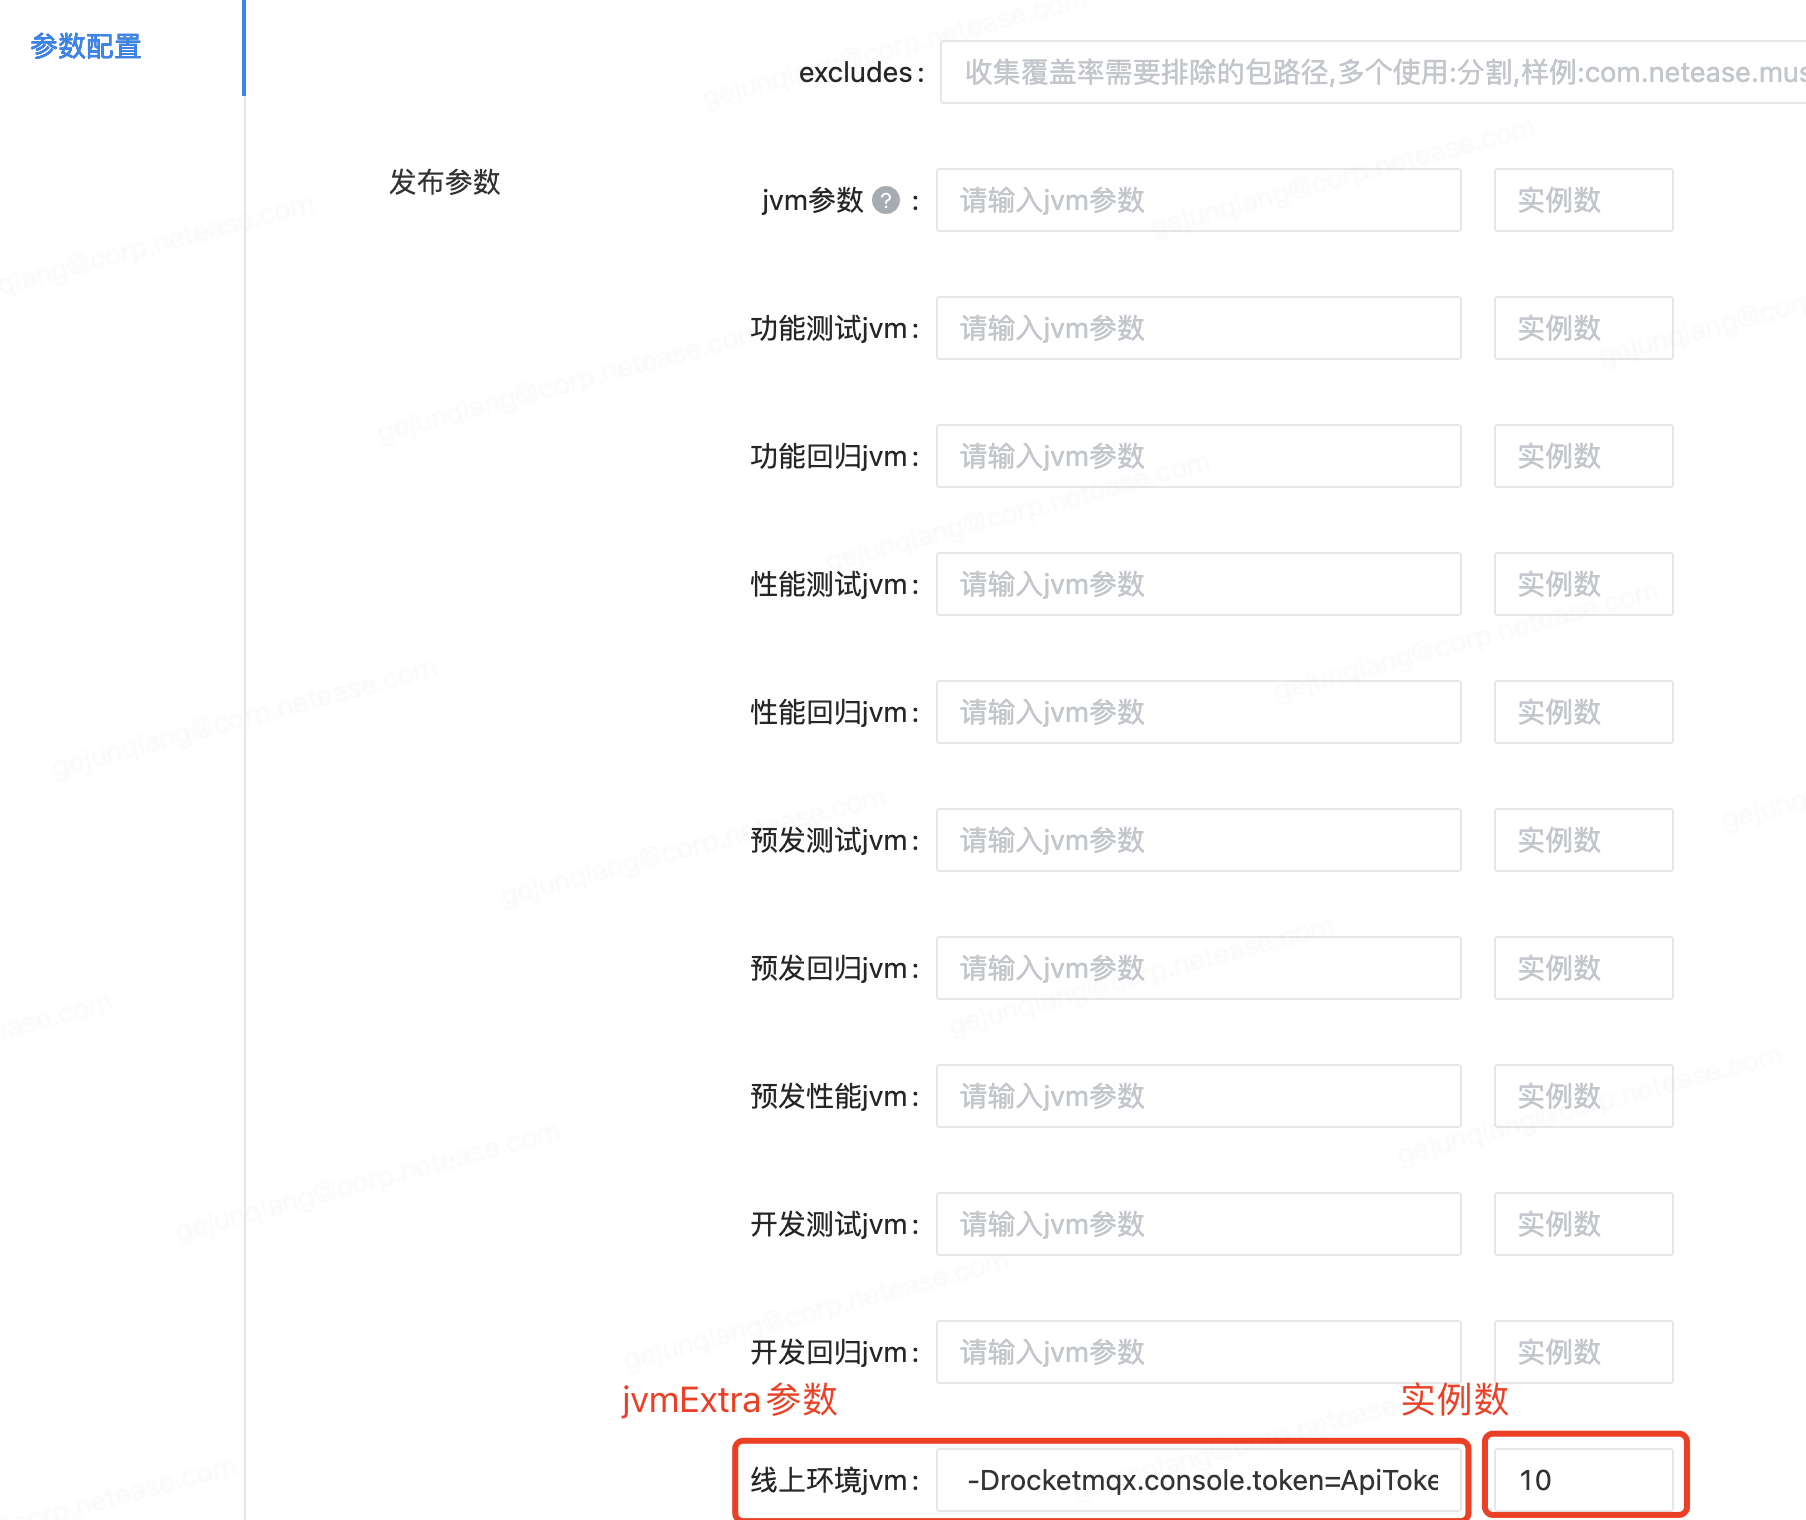 参数配置
excludes: 收集覆盖率需要排除的包路径,多个使用:分割,样例:com.netease.mus
发布参数
jvm参数 ? : 请输入jvm参数 实例数
功能测试jvm: 请输入jvm参数 实例数
功能回归jvm: 请输入jvm参数 实例数
性能测试jvm: 请输入jvm参数 实例数
性能回归jvm: 请输入jvm参数 实例数
预发测试jvm: 请输入jvm参数 实例数
预发回归jvm: 请输入jvm参数 实例数
预发性能jvm: 请输入jvm参数 实例数
开发测试jvm: 请输入jvm参数 实例数
开发回归jvm: 请输入jvm参数 实例数
jvmExtra参数 实例数
线上环境jvm: -Drocketmqx.console.token=ApiToke 10
gejunqiang@corp.netease.com